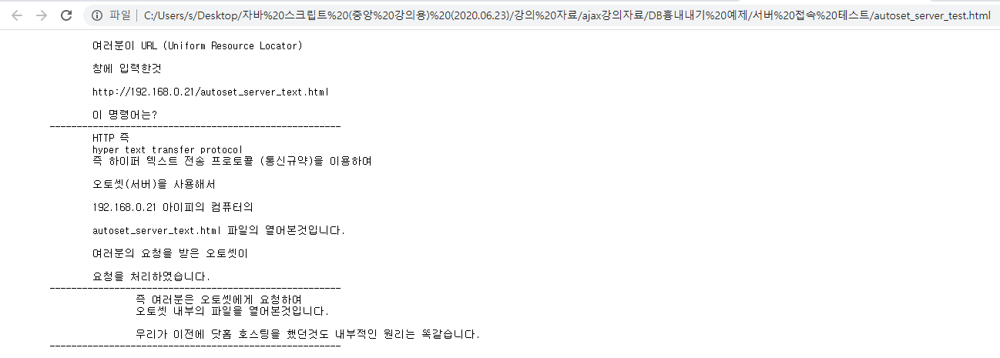 파일 C:/Users/s/Desktop/자바%20스크립트%20(중앙%20강의용)%20(2020.06.23)/강의%20자료/ajax강의자료/DB흉내내기%20예제/서버%20접속%20테스트/autoset_server_test.html
여러분이 URL (Uniform Resource Locator)
창에 입력한것
http://192.168.0.21/autoset_server_text.html
이 명령어는?
------------------------------------------------------
HTTP 즉
hyper text transfer protocol
즉 하이퍼 텍스트 전송 프로토콜 (통신규약)을 이용하여
오토셋(서버)을 사용해서
192.168.0.21 아이피의 컴퓨터의
autoset_server_text.html 파일의 열어본것입니다.
여러분의 요청을 받은 오토셋이
요청을 처리하였습니다.
------------------------------------------------------
즉 여러분은 오토셋에게 요청하며
오토셋 내부의 파일을 열어본것입니다.
우리가 이전에 닷홈 호스팅을 했던것도 내부적인 원리는 똑같습니다.
------------------------------------------------------